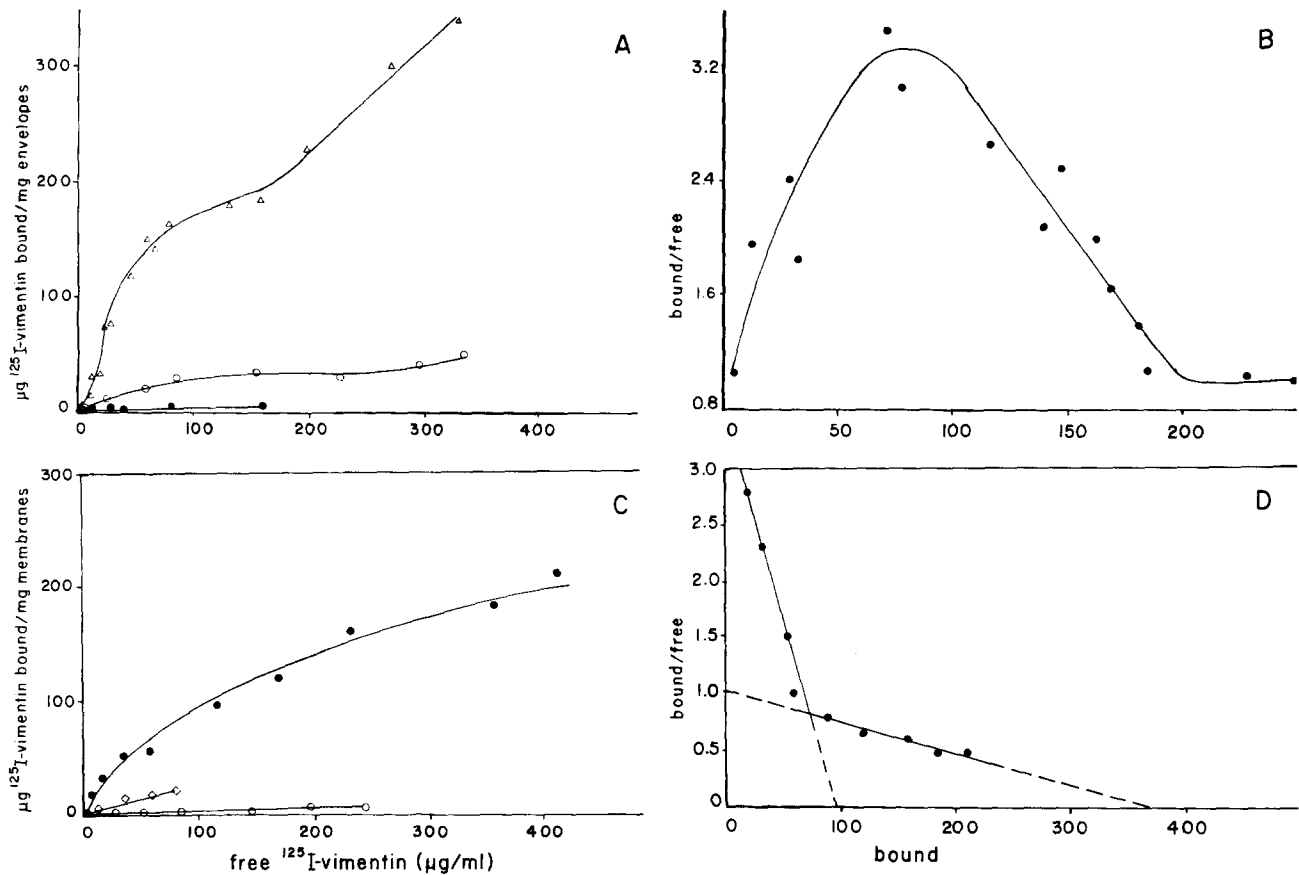 A
µg ¹²⁵I-vimentin bound/mg envelopes
300
200
100
0
0 100 200 300 400
B
bound/free
3.2
2.4
1.6
0.8
0 50 100 150 200
C
µg ¹²⁵I-vimentin bound/mg membranes
300
200
100
0
0 100 200 300 400
free ¹²⁵I-vimentin (µg/ml)
D
bound/free
3.0
2.5
2.0
1.5
1.0
0.5
0
0 100 200 300 400
bound